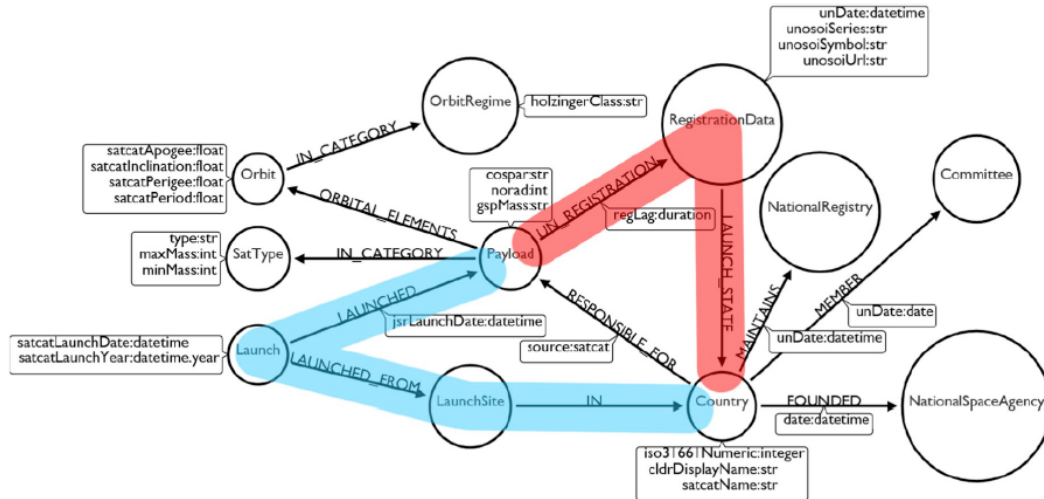 unDate:datetime
unosoiSeries:str
unosoiSymbol:str
unosoiUrl:str
OrbitRegime
holzingerClass:str
RegistrationData
IN_CATEGORY
satcatApogee:float
satcatInclination:float
satcatPerigee:float
satcatPeriod:float
Orbit
cospar:str
norad:int
gspMass:str
UN_REGISTRATION
regLag:duration
Committee
NationalRegistry
ORBITAL_ELEMENTS
type:str
maxMass:int
minMass:int
SatType
IN_CATEGORY
Payload
LAUNCH_STATE
LAUNCHED
jsrLaunchDate:datetime
RESPONSIBLE_FOR
source:satcat
MAINTAINS
unDate:datetime
MEMBER
unDate:date
satcatLaunchDate:datetime
satcatLaunchYear:datetime.year
Launch
LAUNCHED_FROM
LaunchSite
IN
Country
FOUNDED
date:datetime
NationalSpaceAgency
iso31661Numeric:integer
cldrDisplayName:str
satcatName:str